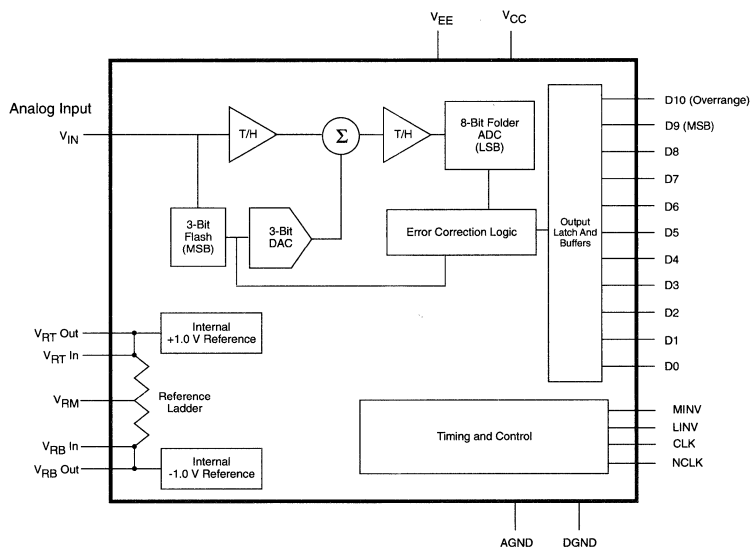 VEE
VCC
Analog Input
VIN
T/H
Σ
T/H
8-Bit Folder
ADC
(LSB)
3-Bit
Flash
(MSB)
3-Bit
DAC
Error Correction Logic
Output
Latch And
Buffers
D10 (Overrange)
D9 (MSB)
D8
D7
D6
D5
D4
D3
D2
D1
D0
VRT Out
VRT In
VRM
VRB In
VRB Out
Internal
+1.0 V Reference
Reference
Ladder
Internal
-1.0 V Reference
Timing and Control
MINV
LINV
CLK
NCLK
AGND
DGND